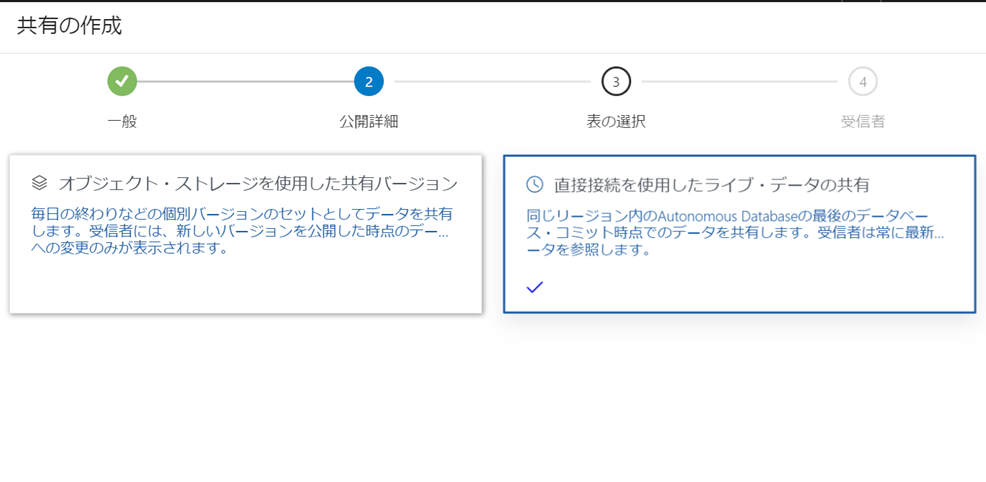 共有の作成
2
3
4
一般
公開詳細
表の選択
受信者
オブジェクト・ストレージを使用した共有バージョン
毎日の終わりなどの個別バージョンのセットとしてデータを共有
します。受信者には、新しいバージョンを公開した時点のデー...
への変更のみが表示されます。
直接接続を使用したライブ・データの共有
同じリージョン内のAutonomous Databaseの最後のデータベー
ス・コミット時点でのデータを共有します。受信者は常に最新...
ータを参照します。